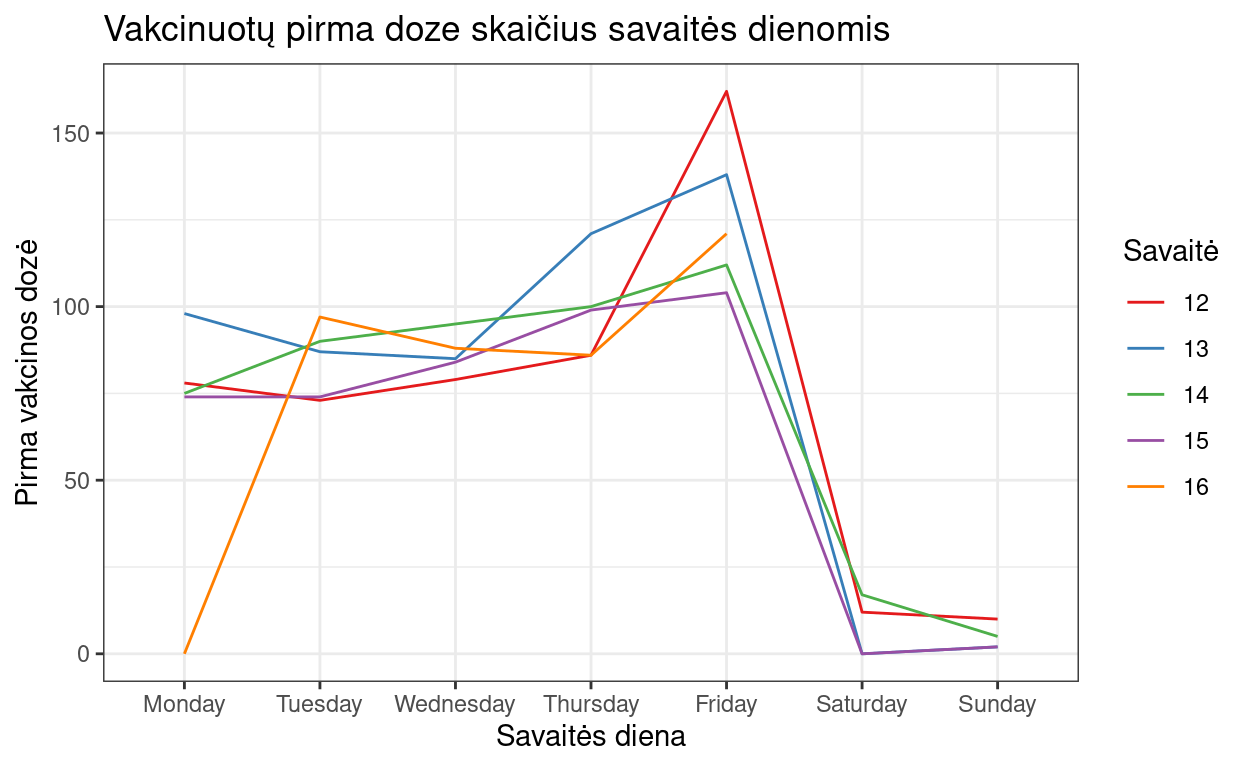 Vakcinuotų pirma doze skaičius savaitės dienomis
Pirma vakcinos dozė
150
100
50
0
Monday Tuesday Wednesday Thursday Friday Saturday Sunday
Savaitės diena
Savaitė
12
13
14
15
16